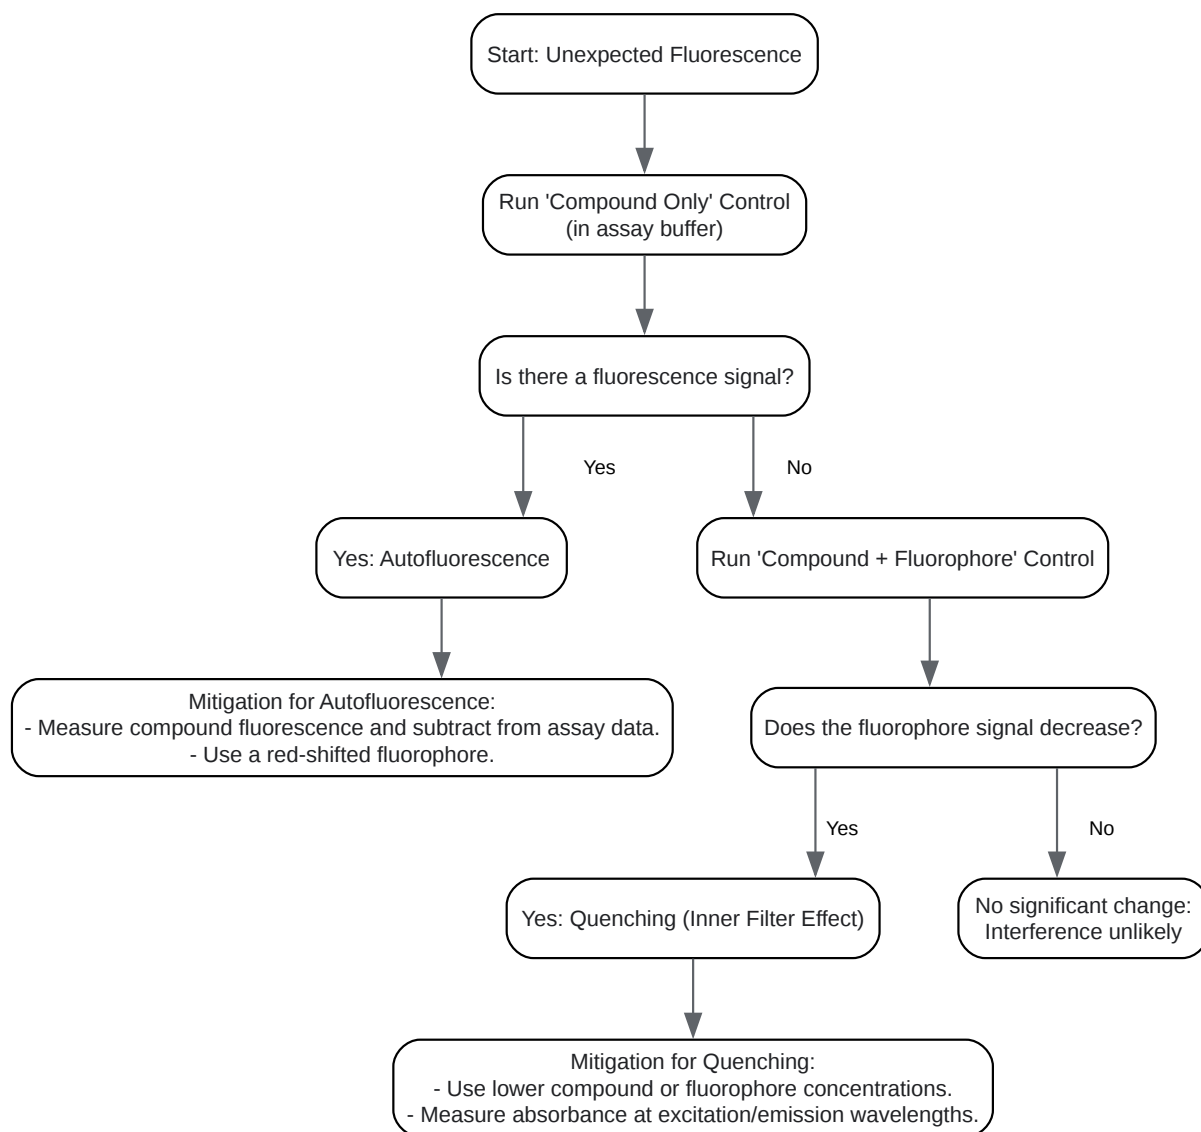 Start: Unexpected Fluorescence
Run 'Compound Only' Control
(in assay buffer)
Is there a fluorescence signal?
Yes
No
Yes: Autofluorescence
Run 'Compound + Fluorophore' Control
Mitigation for Autofluorescence:
- Measure compound fluorescence and subtract from assay data.
- Use a red-shifted fluorophore.
Does the fluorophore signal decrease?
Yes
No
Yes: Quenching (Inner Filter Effect)
No significant change:
Interference unlikely
Mitigation for Quenching:
- Use lower compound or fluorophore concentrations.
- Measure absorbance at excitation/emission wavelengths.